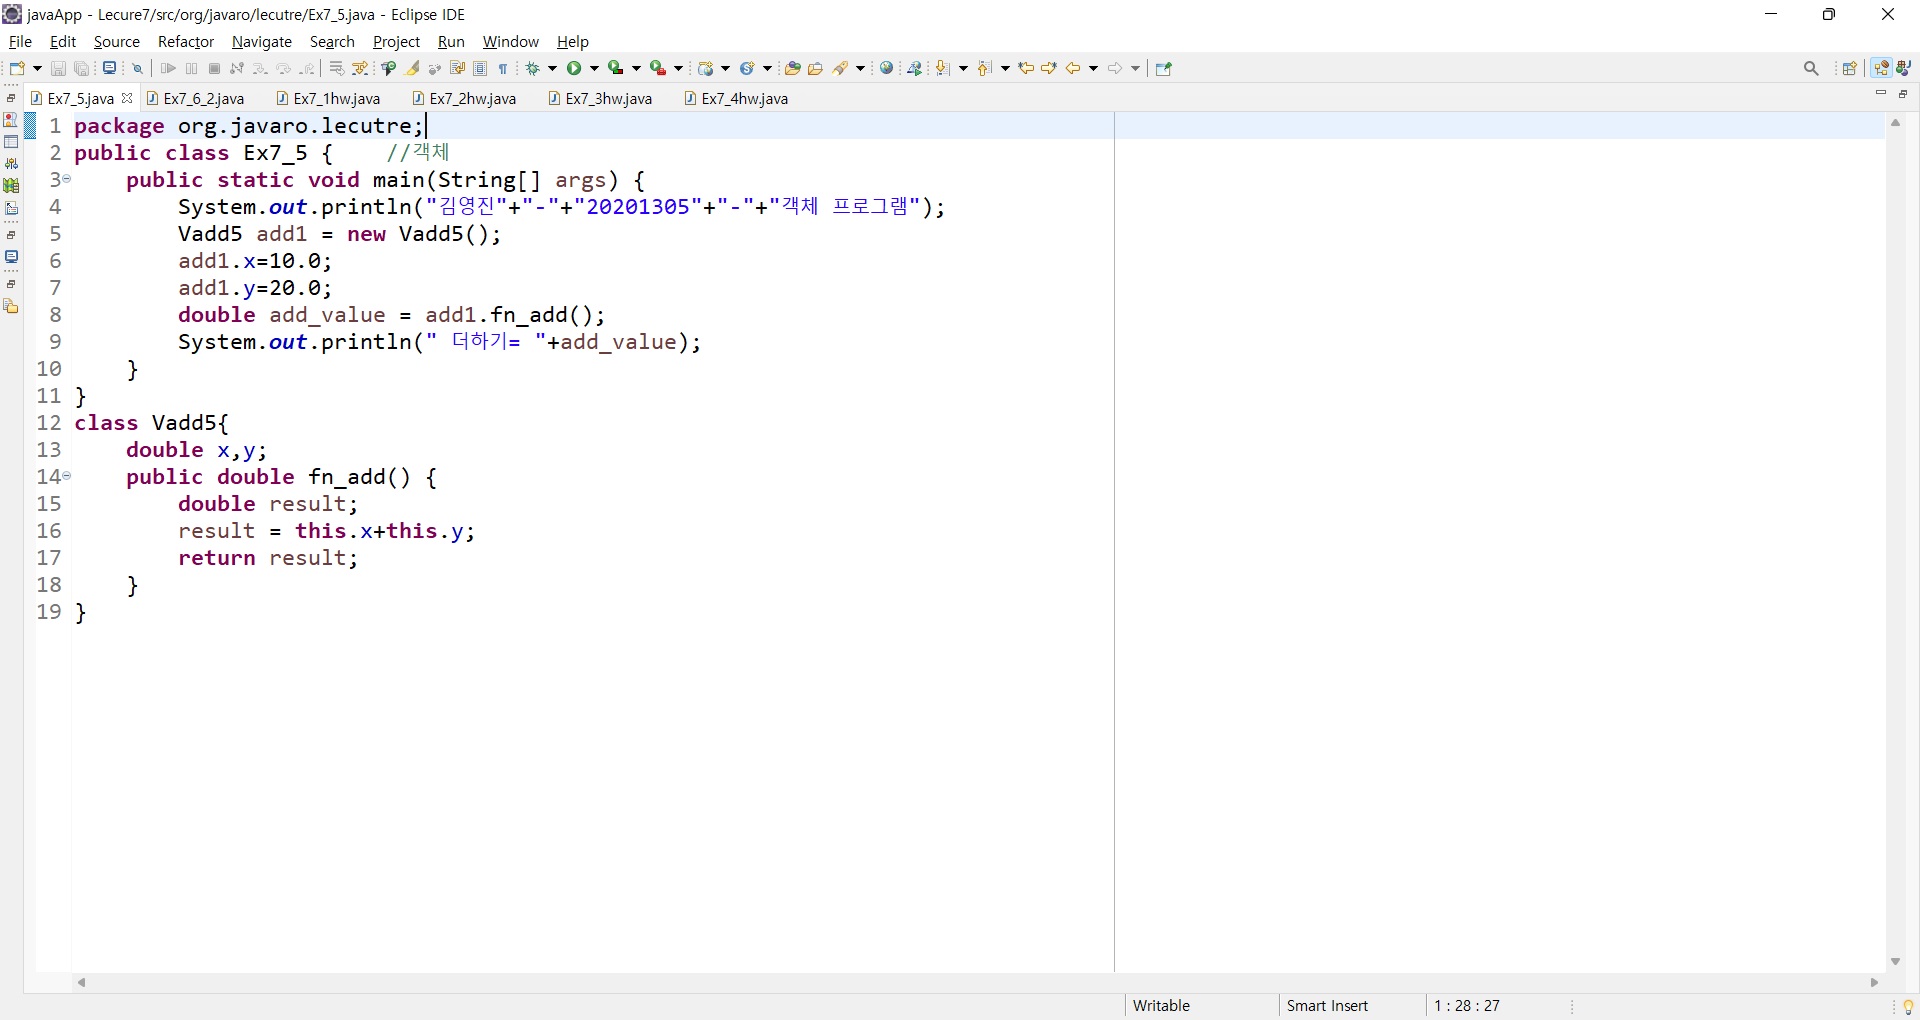 javaApp - Lecure7/src/org/javaro/lecutre/Ex7_5.java - Eclipse IDE
File Edit Source Refactor Navigate Search Project Run Window Help
Ex7_5.java Ex7_6_2.java Ex7_1hw.java Ex7_2hw.java Ex7_3hw.java Ex7_4hw.java
1 package org.javaro.lecutre;
2 public class Ex7_5 { //객체
3 public static void main(String[] args) {
4 System.out.println("김영진"+"-"+"20201305"+"-"+"객체 프로그램");
5 Vadd5 add1 = new Vadd5();
6 add1.x=10.0;
7 add1.y=20.0;
8 double add_value = add1.fn_add();
9 System.out.println(" 더하기= "+add_value);
10 }
11 }
12 class Vadd5{
13 double x,y;
14 public double fn_add() {
15 double result;
16 result = this.x+this.y;
17 return result;
18 }
19 }
Writable Smart Insert 1 : 28 : 27